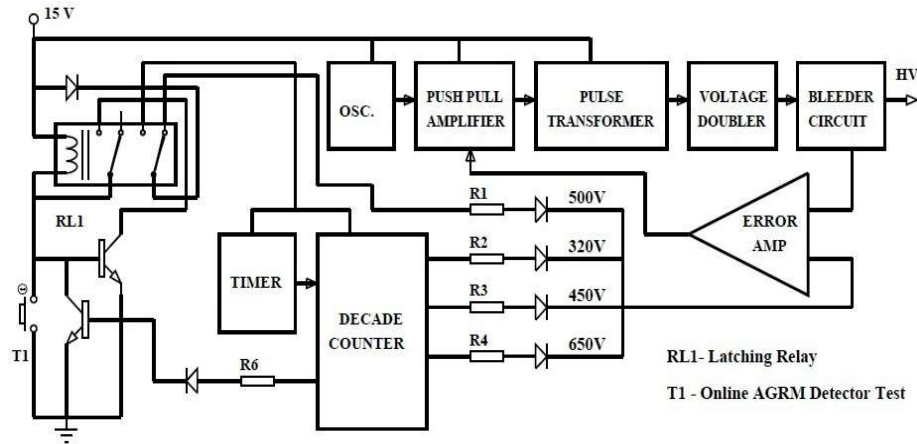 15 V
HV
OSC.
PUSH PULL
AMPLIFIER
PULSE
TRANSFORMER
VOLTAGE
DOUBLER
BLEEDER
CIRCUIT
RL1
R1
500V
ERROR
AMP
R2
320V
TIMER
R3
450V
DECADE
COUNTER
R4
650V
T1
R6
RL1- Latching Relay
T1 - Online AGRM Detector Test